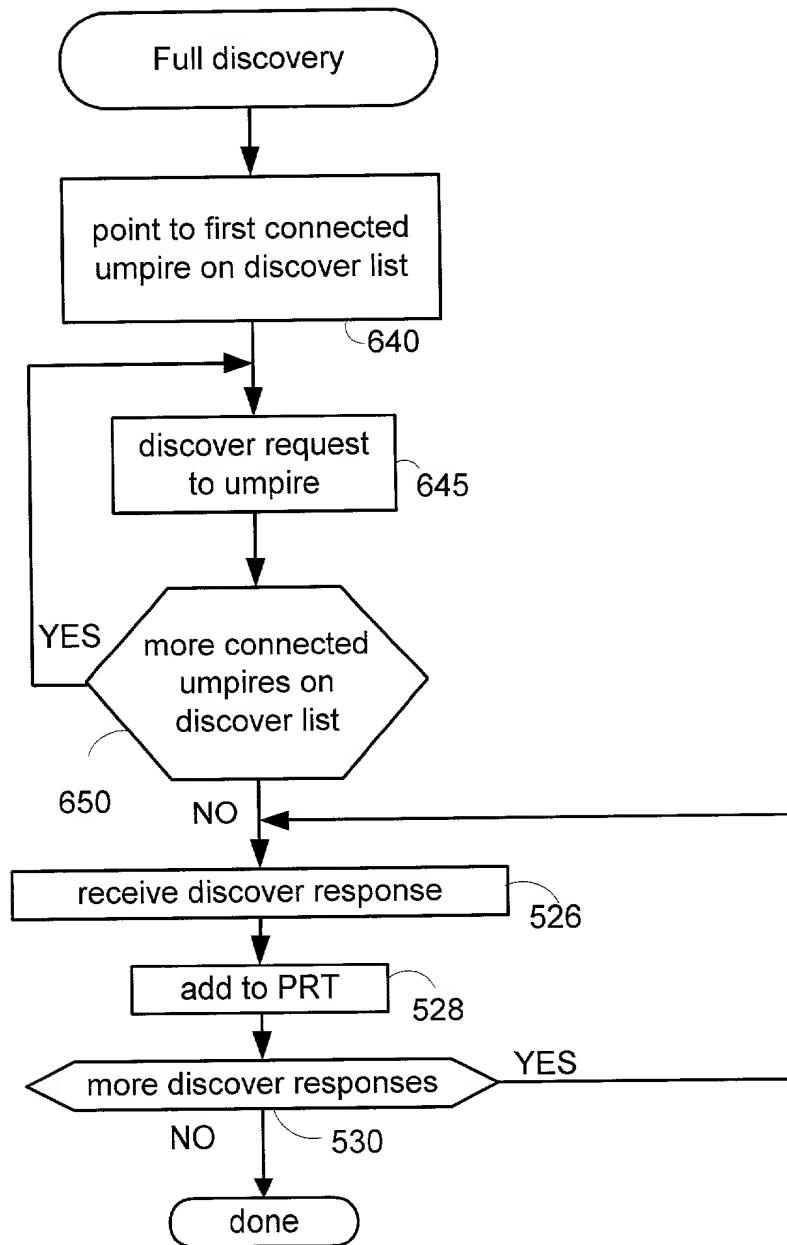 Full discovery
point to first connected
umpire on discover list
640
discover request
to umpire
645
YES
more connected
umpires on
discover list
650
NO
receive discover response
526
add to PRT
528
more discover responses
YES
530
NO
done